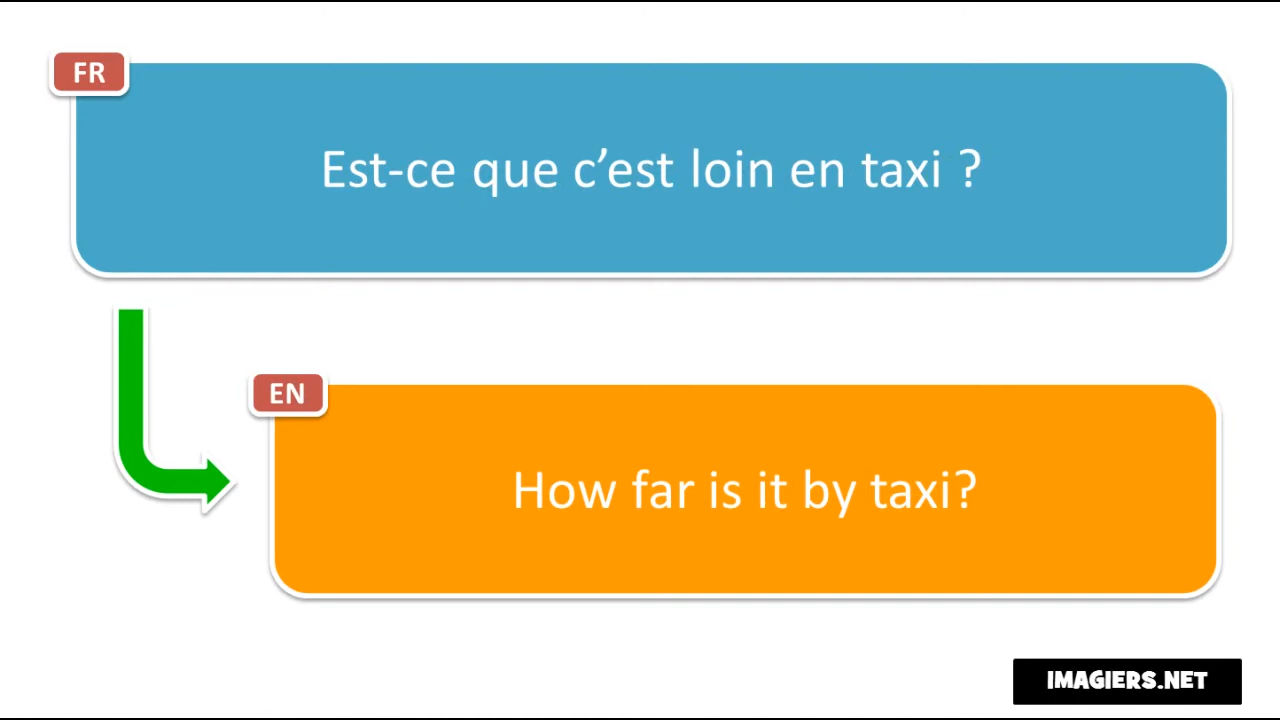 FR
Est-ce que c’est loin en taxi ?
EN
How far is it by taxi?
IMAGIERS.NET